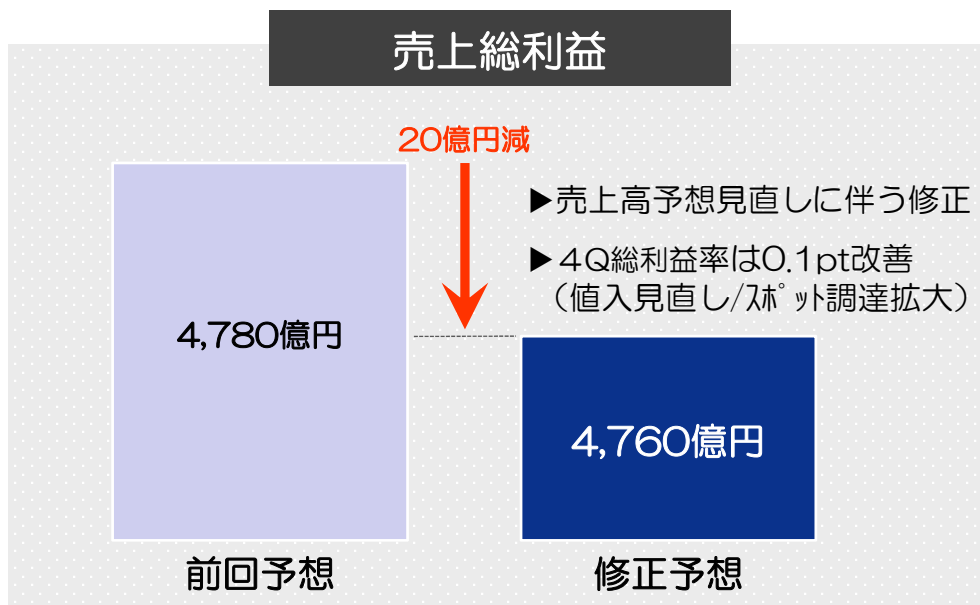 売上総利益
20億円減
▶売上高予想見直しに伴う修正
▶4Q総利益率は0.1pt改善
（値入見直し/ｽﾎﾟｯﾄ調達拡大）
4,780億円
4,760億円
前回予想
修正予想